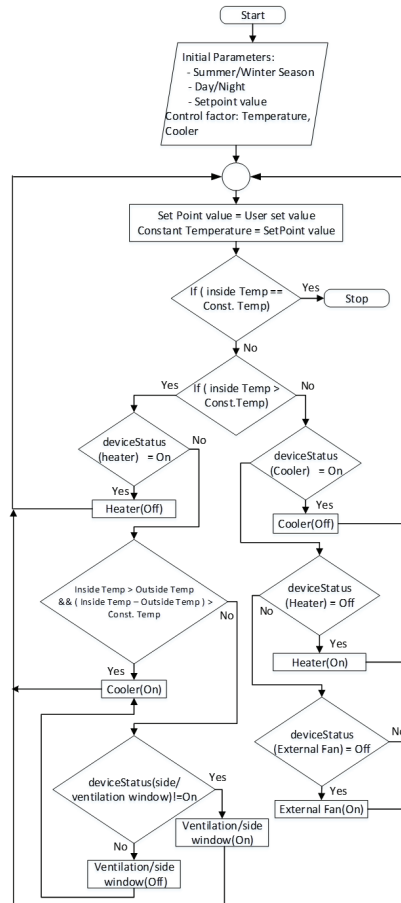 Start
Initial Parameters:
- Summer/Winter Season
- Day/Night
- Setpoint value
Control factor: Temperature,
Cooler
Set Point value = User set value
Constant Temperature = SetPoint value
If ( inside Temp ==
Const. Temp)
Yes
Stop
No
Yes
If ( inside Temp >
Const.Temp)
No
deviceStatus
(heater) = On
No
Yes
Heater(Off)
deviceStatus
(Cooler) = On
Yes
Cooler(Off)
Inside Temp > Outside Temp
&& ( Inside Temp – Outside Temp ) >
Const. Temp
No
Yes
Cooler(On)
No
deviceStatus
(Heater) = Off
Yes
Heater(On)
deviceStatus
(External Fan) = Off
No
Yes
External Fan(On)
deviceStatus(side/
ventilation window)!=On
Yes
Ventilation/side
window(On)
No
Ventilation/side
window(Off)